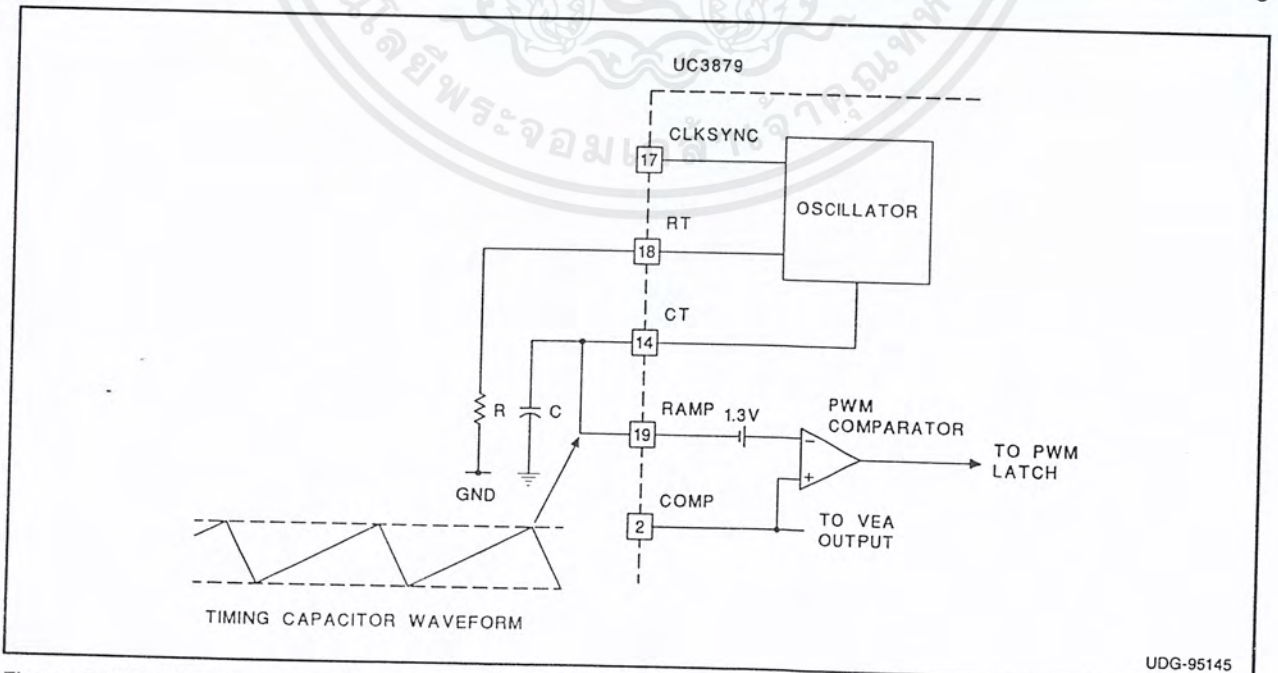 UC3879
CLKSYNC
17
OSCILLATOR
RT
18
CT
14
R
C
RAMP
1.3V
19
PWM
COMPARATOR
−
+
TO PWM
LATCH
GND
COMP
2
TO VEA
OUTPUT
TIMING CAPACITOR WAVEFORM
UDG-95145